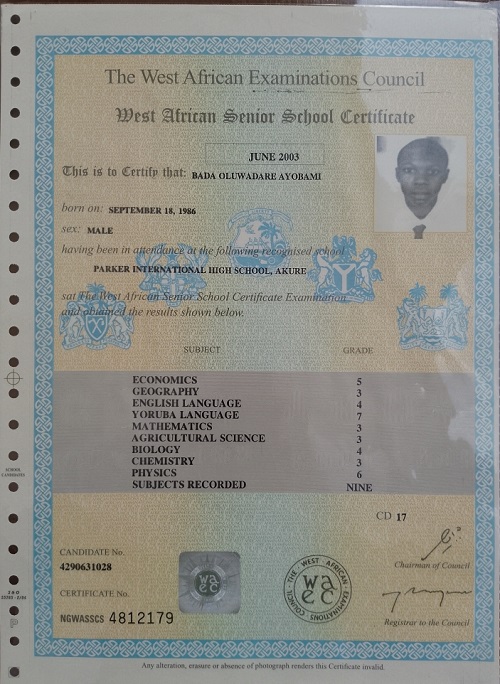 The West African Examinations Council
West African Senior School Certificate
JUNE 2003
This is to Certify that: BADA OLUWADARE AYOBAMI
born on: SEPTEMBER 18, 1986
sex: MALE
having been in attendance at the following recognised school
PARKER INTERNATIONAL HIGH SCHOOL, AKURE
sat The West African Senior School Certificate Examination
and obtained the results shown below.
SUBJECT GRADE
ECONOMICS 5
GEOGRAPHY 3
ENGLISH LANGUAGE 4
YORUBA LANGUAGE 7
MATHEMATICS 3
AGRICULTURAL SCIENCE 3
BIOLOGY 4
CHEMISTRY 3
PHYSICS 6
SUBJECTS RECORDED NINE
SCHOOL
CANDIDATES
CD 17
CANDIDATE No.
4290631028
Chairman of Council
CERTIFICATE No.
NGWASSCS 4812179
waec
THE WEST AFRICAN EXAMINATIONS COUNCIL
waec
Registrar to the Council
Any alteration, erasure or absence of photograph renders this Certificate invalid.